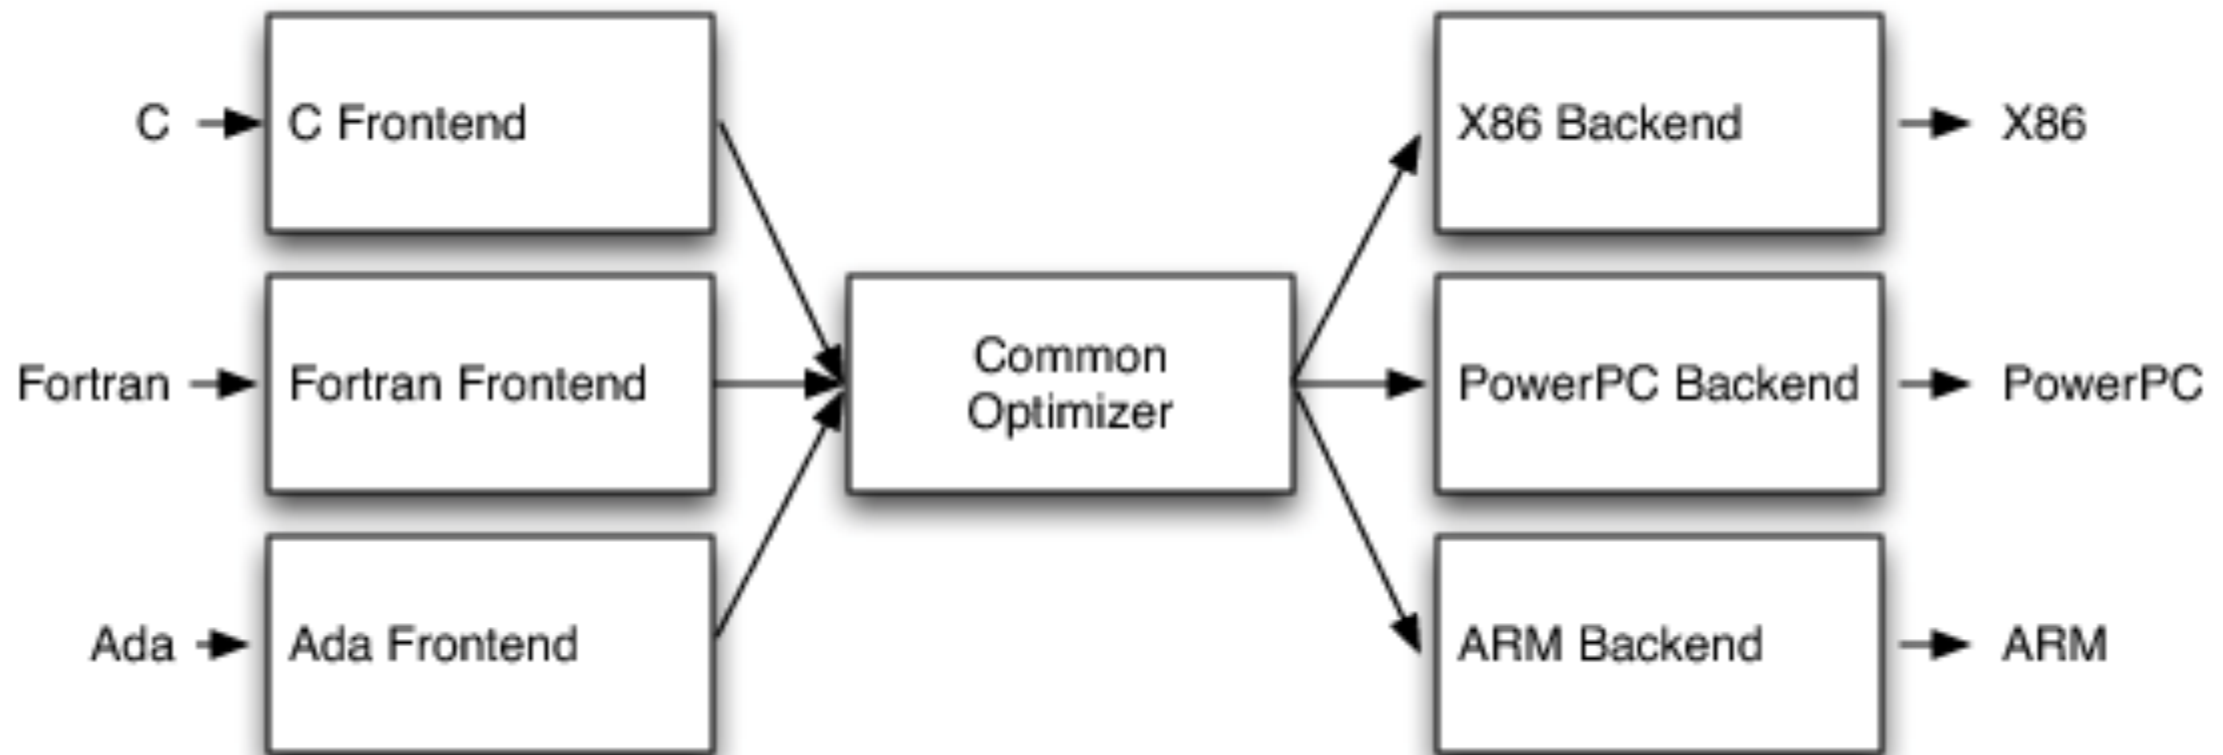 C
C Frontend
X86 Backend
X86
Fortran
Fortran Frontend
Common
Optimizer
PowerPC Backend
PowerPC
Ada
Ada Frontend
ARM Backend
ARM